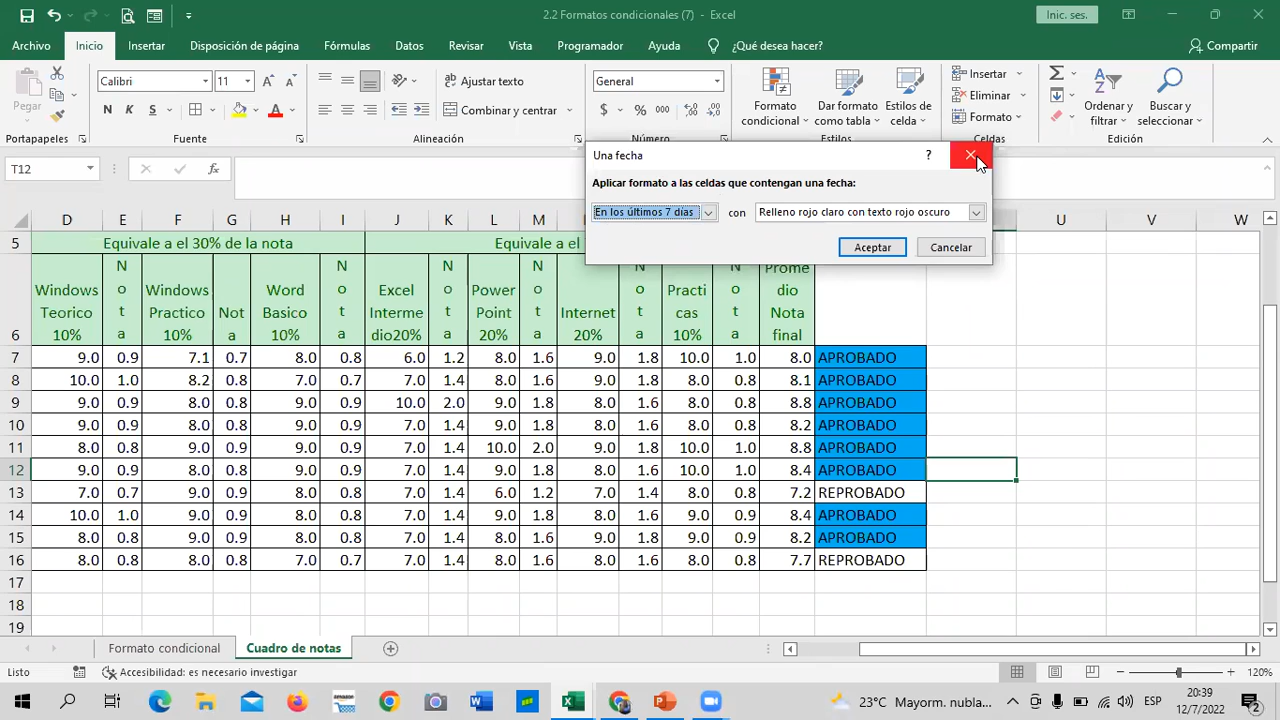 2.2 Formatos condicionales (7) - Excel
Inic. ses.
Archivo Inicio Insertar Disposición de página Fórmulas Datos Revisar Vista Programador Ayuda ¿Qué desea hacer? Compartir
Pegar
Calibri 11
N K S
Ajustar texto
Combinar y centrar
General
$ % 000
Formato condicional
Dar formato como tabla
Estilos de celda
Insertar
Eliminar
Formato
Ordenar y filtrar
Buscar y seleccionar
Portapapeles Fuente Alineación Número Estilos Celdas Edición
T12
fx
Una fecha ?
Aplicar formato a las celdas que contengan una fecha:
En los últimos 7 días con Relleno rojo claro con texto rojo oscuro
Aceptar Cancelar
D E F G H I J K L M U V W
5 Equivale a el 30% de la nota Equivale a el
6 Windows Teorico 10% Nota Windows Practico 10% Nota Word Basico 10% Nota Excel Interme dio20% Nota Power Point 20% Nota Internet 20% Nota Practi cas 10% Nota Prome dio Nota final
7 9.0 0.9 7.1 0.7 8.0 0.8 6.0 1.2 8.0 1.6 9.0 1.8 10.0 1.0 8.0 APROBADO
8 10.0 1.0 8.2 0.8 7.0 0.7 7.0 1.4 8.0 1.6 9.0 1.8 8.0 0.8 8.1 APROBADO
9 9.0 0.9 8.0 0.8 9.0 0.9 10.0 2.0 9.0 1.8 8.0 1.6 9.0 0.9 8.8 APROBADO
10 9.0 0.9 8.0 0.8 9.0 0.9 7.0 1.4 9.0 1.8 8.0 1.6 8.0 0.8 8.2 APROBADO
11 8.0 0.8 9.0 0.9 9.0 0.9 7.0 1.4 10.0 2.0 9.0 1.8 10.0 1.0 8.8 APROBADO
12 9.0 0.9 8.0 0.8 9.0 0.9 7.0 1.4 9.0 1.8 8.0 1.6 10.0 1.0 8.4 APROBADO
13 7.0 0.7 9.0 0.9 8.0 0.8 7.0 1.4 6.0 1.2 7.0 1.4 8.0 0.8 7.2 REPROBADO
14 10.0 1.0 9.0 0.9 8.0 0.8 7.0 1.4 9.0 1.8 8.0 1.6 9.0 0.9 8.4 APROBADO
15 8.0 0.8 9.0 0.9 8.0 0.8 7.0 1.4 8.0 1.6 9.0 1.8 9.0 0.9 8.2 APROBADO
16 8.0 0.8 8.0 0.8 7.0 0.7 7.0 1.4 8.0 1.6 8.0 1.6 8.0 0.8 7.7 REPROBADO
17
18
19
Formato condicional Cuadro de notas
Listo Accesibilidad: es necesario investigar 120%
23°C Mayorm. nubla... ESP 20:39
12/7/2022 2